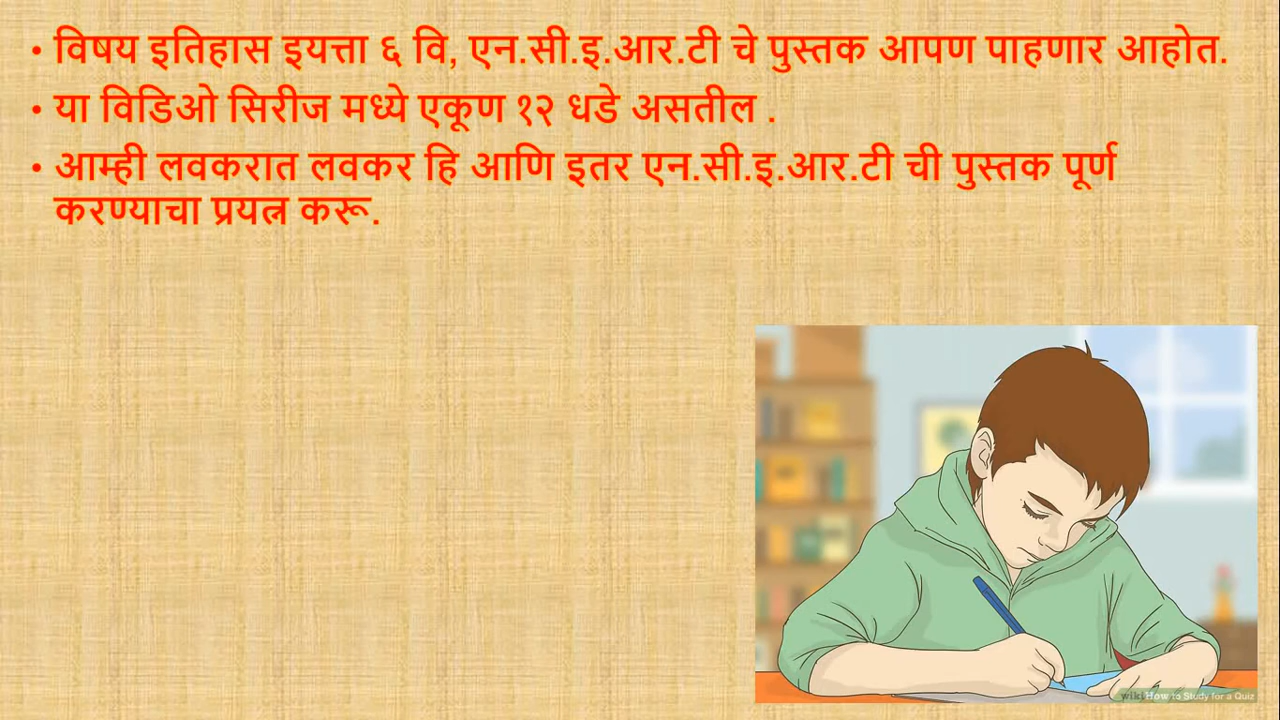 • विषय इतिहास इयत्ता ६ वि, एन.सी.इ.आर.टी चे पुस्तक आपण पाहणार आहोत.
• या विडिओ सिरीज मध्ये एकूण १२ धडे असतील .
• आम्ही लवकरात लवकर हि आणि इतर एन.सी.इ.आर.टी ची पुस्तक पूर्ण
करण्याचा प्रयत्न करू.
wikiHow to Study for a Quiz